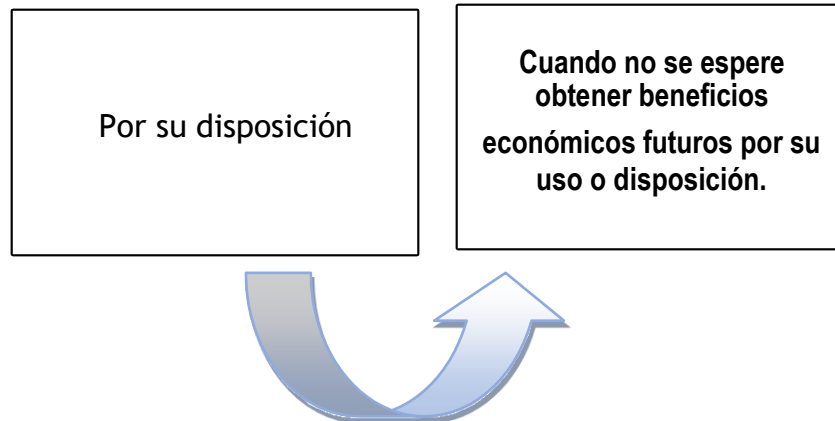 Por su disposición
Cuando no se espere
obtener beneficios
económicos futuros por su
uso o disposición.